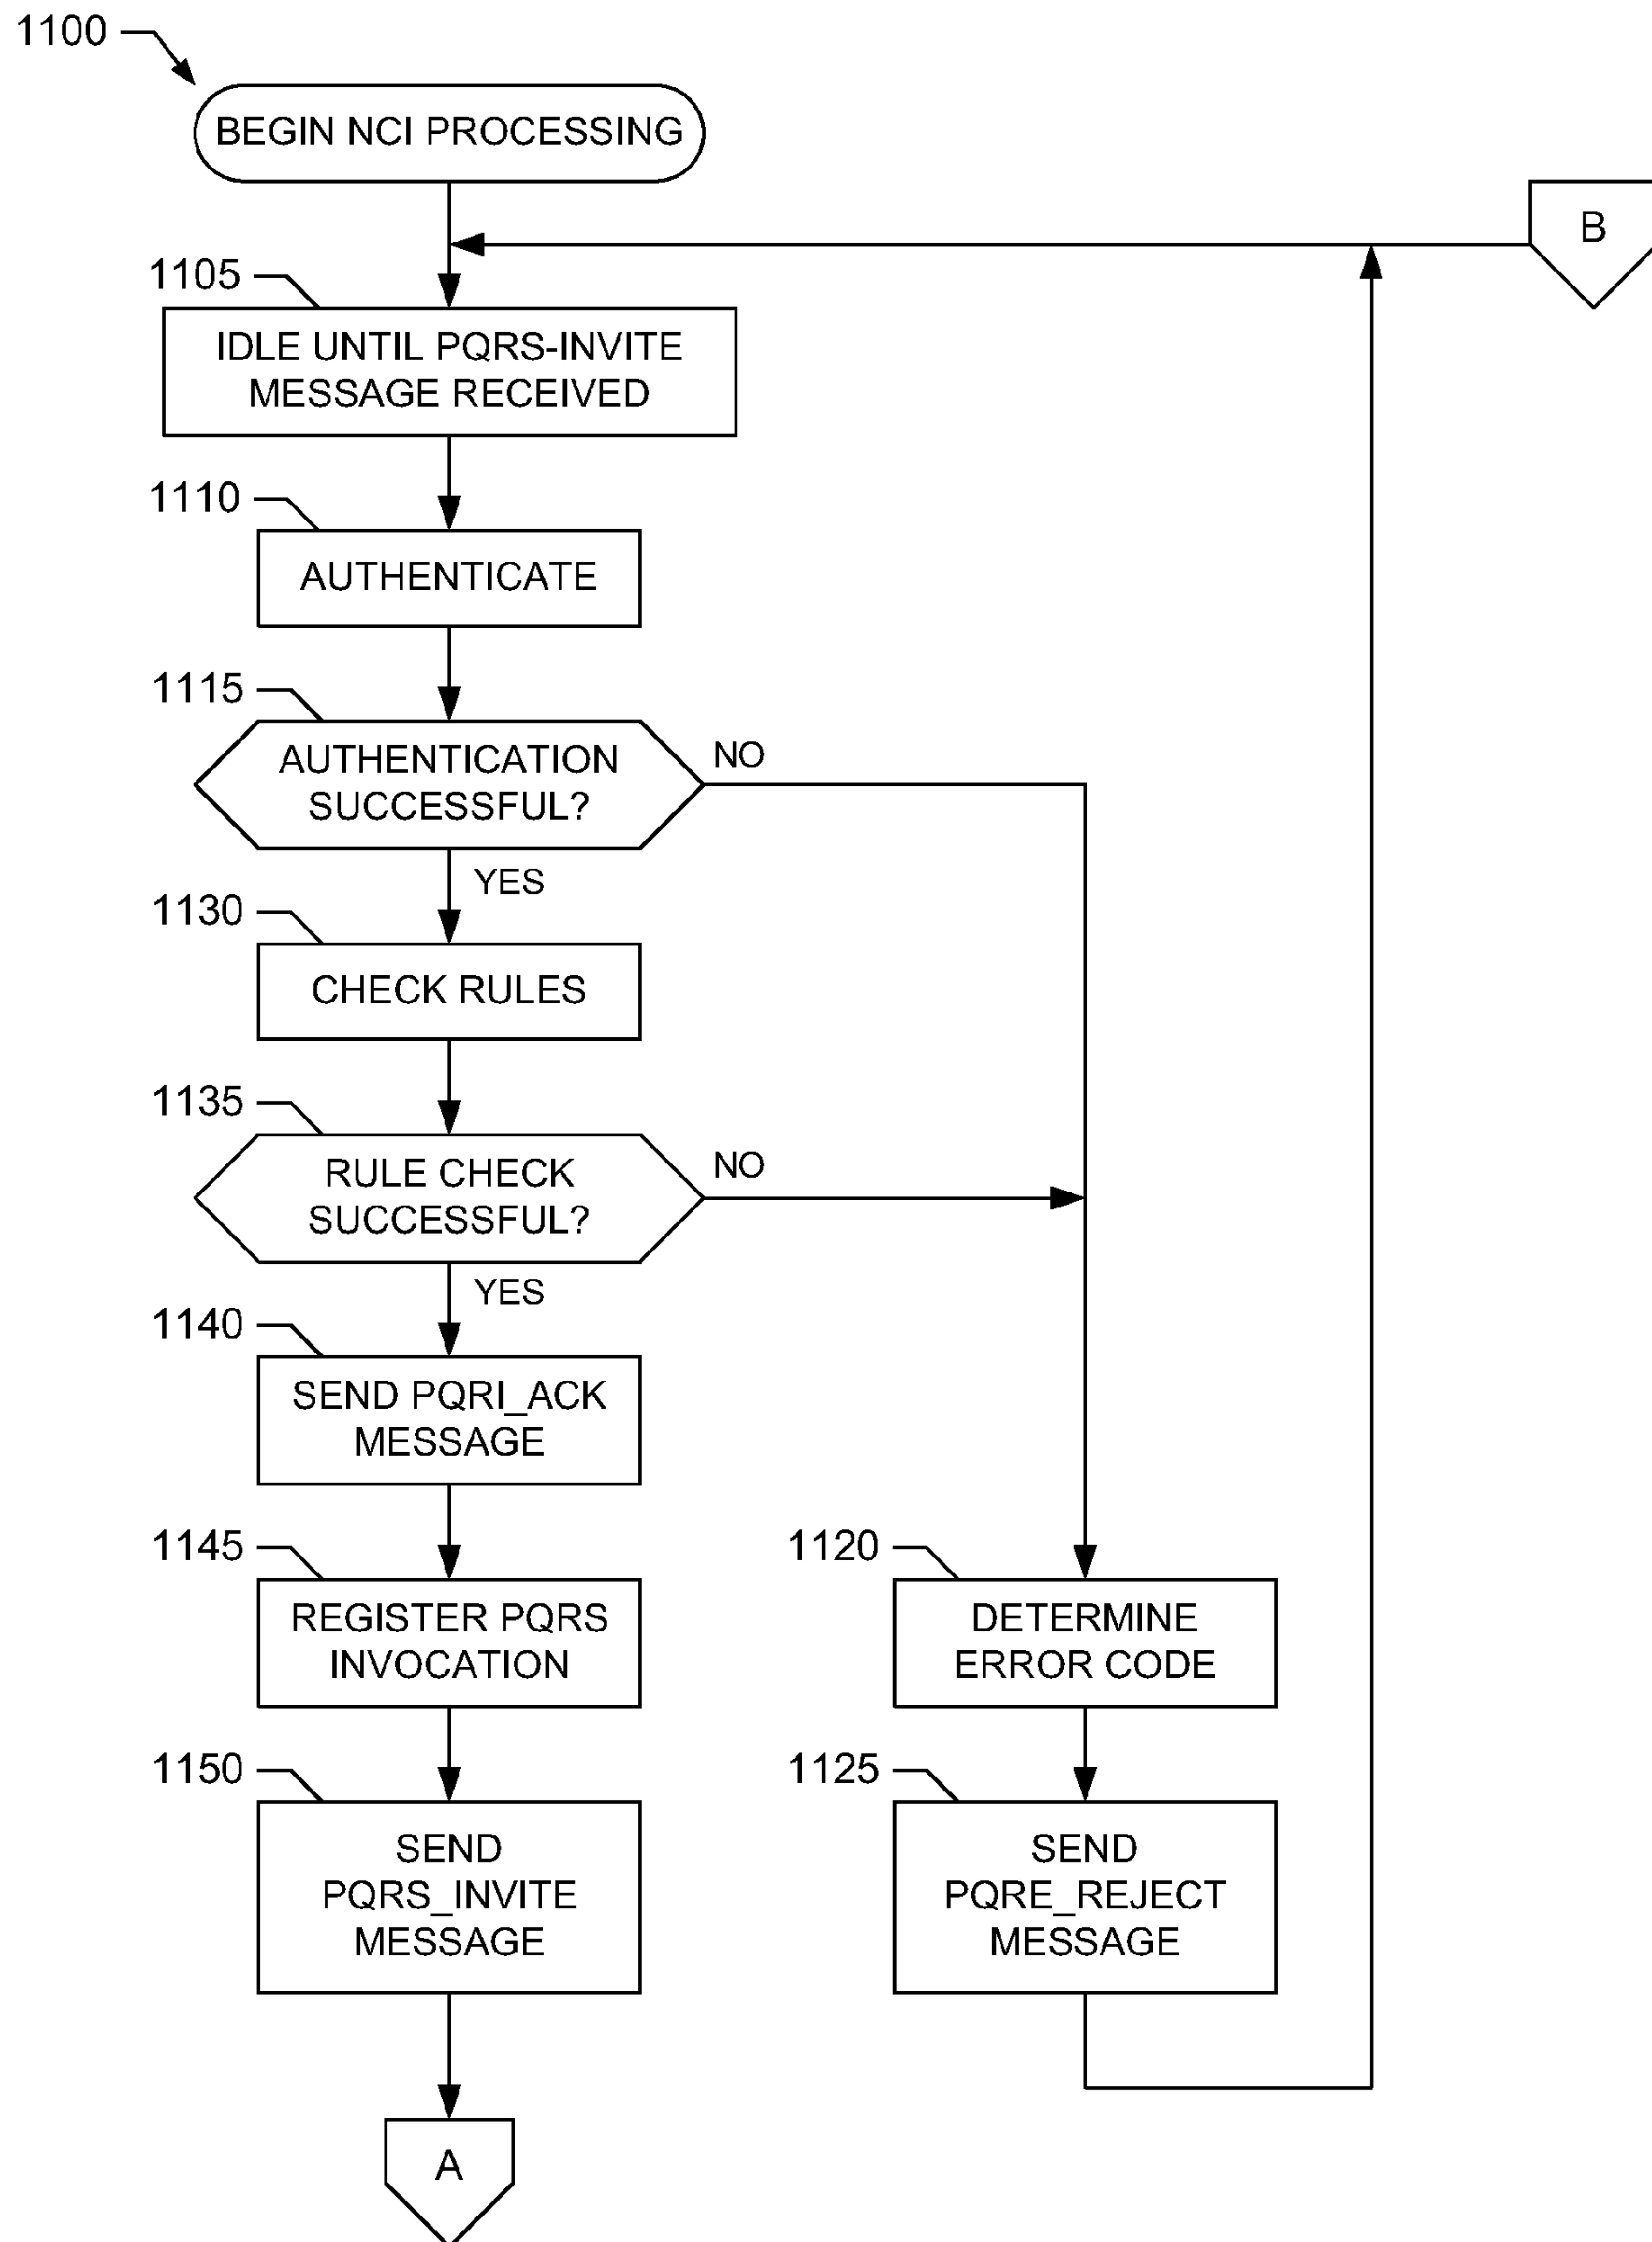 1100
BEGIN NCI PROCESSING
B
1105
IDLE UNTIL PQRS-INVITE
MESSAGE RECEIVED
1110
AUTHENTICATE
1115
AUTHENTICATION
SUCCESSFUL?
NO
YES
1130
CHECK RULES
1135
RULE CHECK
SUCCESSFUL?
NO
YES
1140
SEND PQRI_ACK
MESSAGE
1145
REGISTER PQRS
INVOCATION
1120
DETERMINE
ERROR CODE
1150
SEND
PQRS_INVITE
MESSAGE
1125
SEND
PQRE_REJECT
MESSAGE
A